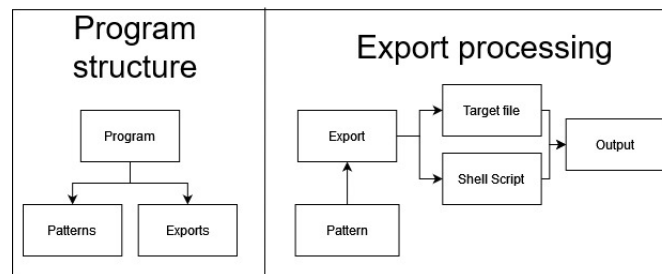 Program
structure
Program
Patterns
Exports
Export processing
Export
Target file
Shell Script
Output
Pattern